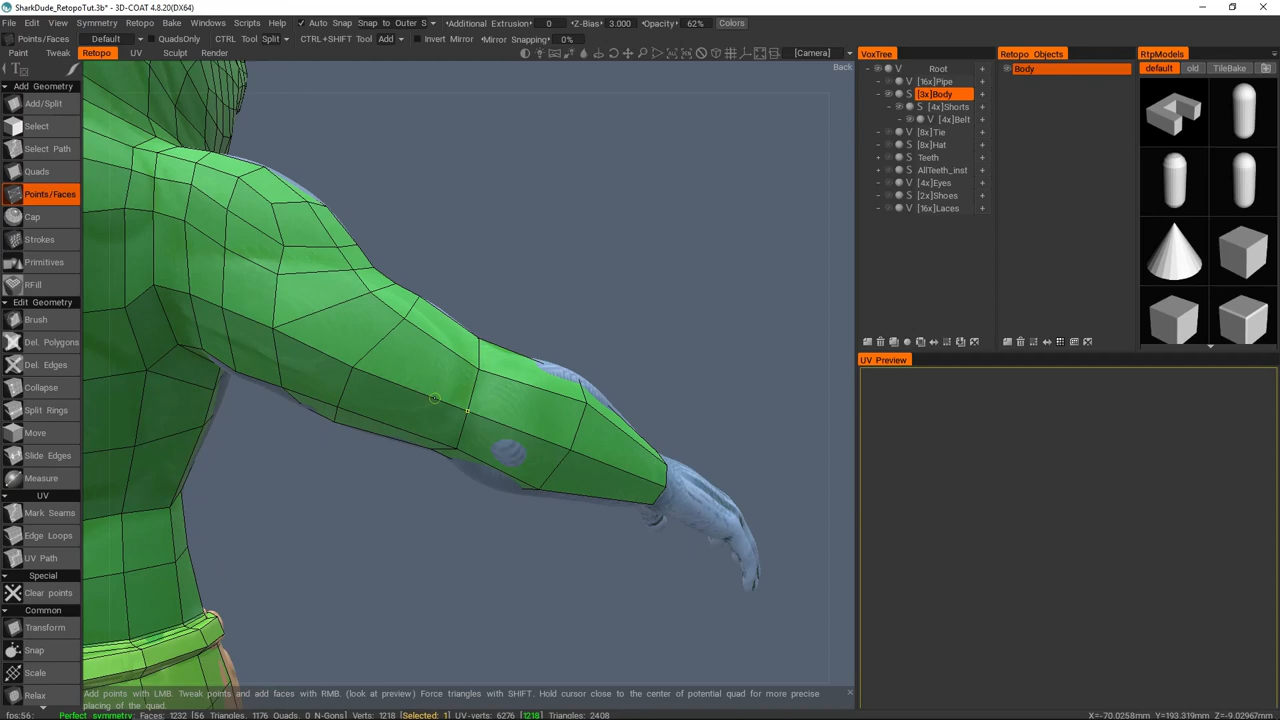 SharkDude_RetopoTut.3b* - 3D-COAT 4.8.20(DX64)
File Edit View Symmetry Retopo Bake Windows Scripts Help Auto Snap Snap to Outer S Additional Extrusion 0 Z-Bias 3.000 Opacity 62% Colors
Points/Faces Default QuadsOnly CTRL Tool Split CTRL+SHIFT Tool Add Invert Mirror Mirror Snapping 0%
Paint Tweak Retopo UV Sculpt Render [Camera] VoxTree Retopo Objects RtpModels
Back
Root
Body
default old TileBake
Add Geometry
Add/Split
Select
Select Path
Quads
Points/Faces
Cap
Strokes
Primitives
RFill
Edit Geometry
Brush
Del. Polygons
Del. Edges
Collapse
Split Rings
Move
Slide Edges
Measure
UV
Mark Seams
Edge Loops
UV Path
Special
Clear points
Common
Transform
Snap
Scale
Relax
V
[16x]Pipe
S [3x]Body
S [4x]Shorts
V [4x]Belt
V [8x]Tie
S [8x]Hat
S Teeth
S AllTeeth_inst
V [4x]Eyes
S [2x]Shoes
V [16x]Laces
UV Preview
Add points with LMB. Tweak points and add faces with RMB. (look at preview) Force triangles with SHIFT. Hold cursor close to the center of potential quad for more precise
placing of the quad.
fps:56; Perfect symmetry; Faces: 1232 [56 Triangles, 1176 Quads, 0 N-Gons] Verts: 1218 [Selected: 1] UV-verts: 6276 [1218] Triangles: 2408 X=-70.0258mm Y=193.319mm Z=-9.02967mm